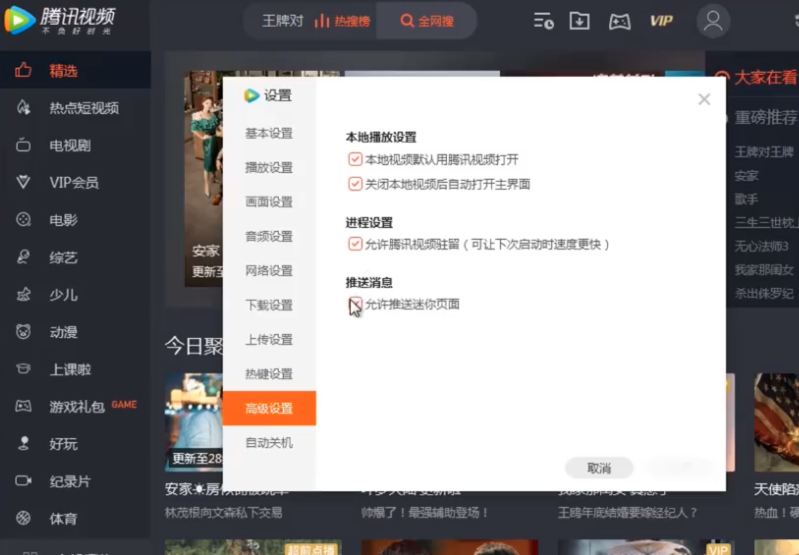 腾讯视频
不负好时光
王牌对
热搜榜
全网搜
VIP
精选
热点短视频
电视剧
VIP会员
电影
综艺
少儿
动漫
上课啦
游戏礼包 GAME
好玩
纪录片
体育
安家
更新至
今日聚
设置
基本设置
播放设置
画面设置
音频设置
网络设置
下载设置
上传设置
热键设置
高级设置
自动关机
本地播放设置
本地视频默认用腾讯视频打开
关闭本地视频后自动打开主界面
进程设置
允许腾讯视频驻留(可让下次启动时速度更快)
推送消息
允许推送迷你页面
取消
大家在看
重磅推荐
王牌对王牌
安家
歌手
三生三世枕上
无心法师3
我家那闺女
杀出侏罗纪
更新至28
林茂根向文森私下交易
帅爆了!最强辅助登场!
王鸥年底结婚要嫁经纪人?
天使陷
热血!硬
超前点播
VIP